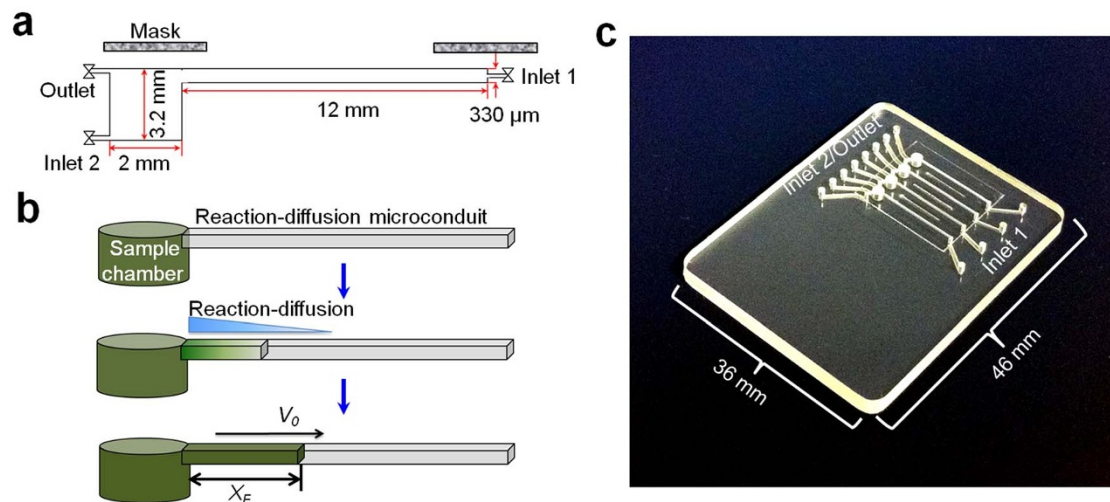 a
Mask
Outlet
3.2 mm
Inlet 1
12 mm
330 µm
Inlet 2
2 mm
b
Reaction-diffusion microconduit
Sample
chamber
Reaction-diffusion
V0
XF
c
Inlet 2/Outlet
Inlet 1
36 mm
46 mm